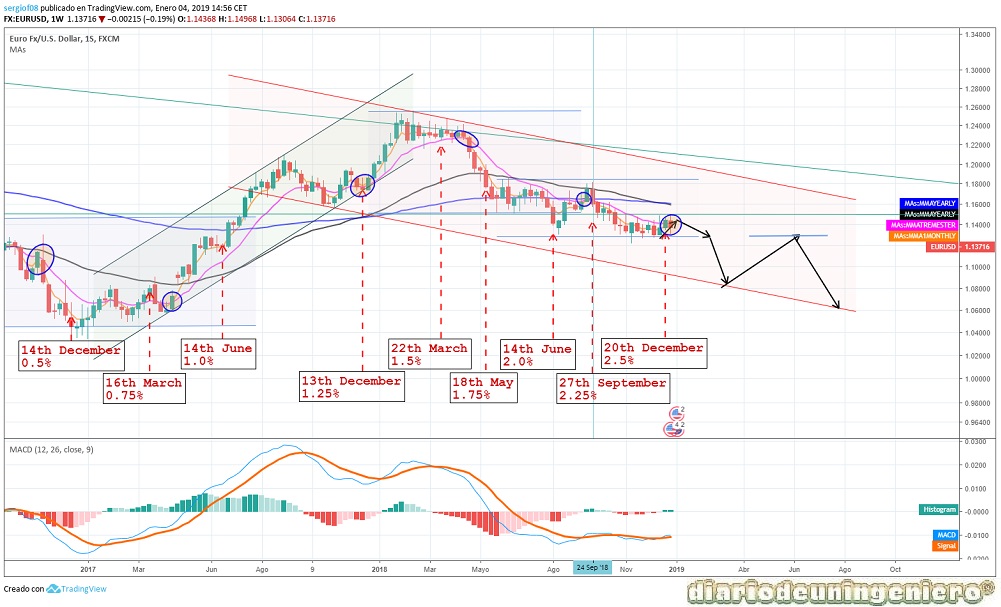 sergiof08 publicado en TradingView.com, Enero 04, 2019 14:56 CET
FX:EURUSD, 1W 1.13716 ▼ −0.00215 (−0.19%) O:1.14368 H:1.14968 L:1.13064 C:1.13716
Euro Fx/U.S. Dollar, 1S, FXCM
MAs
1.34000
1.30000
1.28000
1.26000
1.24000
1.22000
1.20000
1.18000
1.16000
1.14000
1.10000
1.08000
1.06000
1.04000
1.02000
1.00000
0.98000
0.96400
MAs:MMAYEARLY
MAs:MMAYEARLY
MAs:MMATREMESTER
MAs:MMA1MONTHLY
EURUSD 1.13716
14th December
0.5%
16th March
0.75%
14th June
1.0%
13th December
1.25%
22th March
1.5%
18th May
1.75%
14th June
2.0%
27th September
2.25%
20th December
2.5%
2
4 2
MACD (12, 26, close, 9)
0.0300
0.0200
0.0100
-0.0000
-0.0100
-0.0200
Histogram
MACD
Signal
2017 Mar Jun Ago 9 2018 Mar Mayo Ago 24 Sep '18 Nov 2019 Abr Jun Ago Oct
Creado con TradingView
diariodeuningeniero®